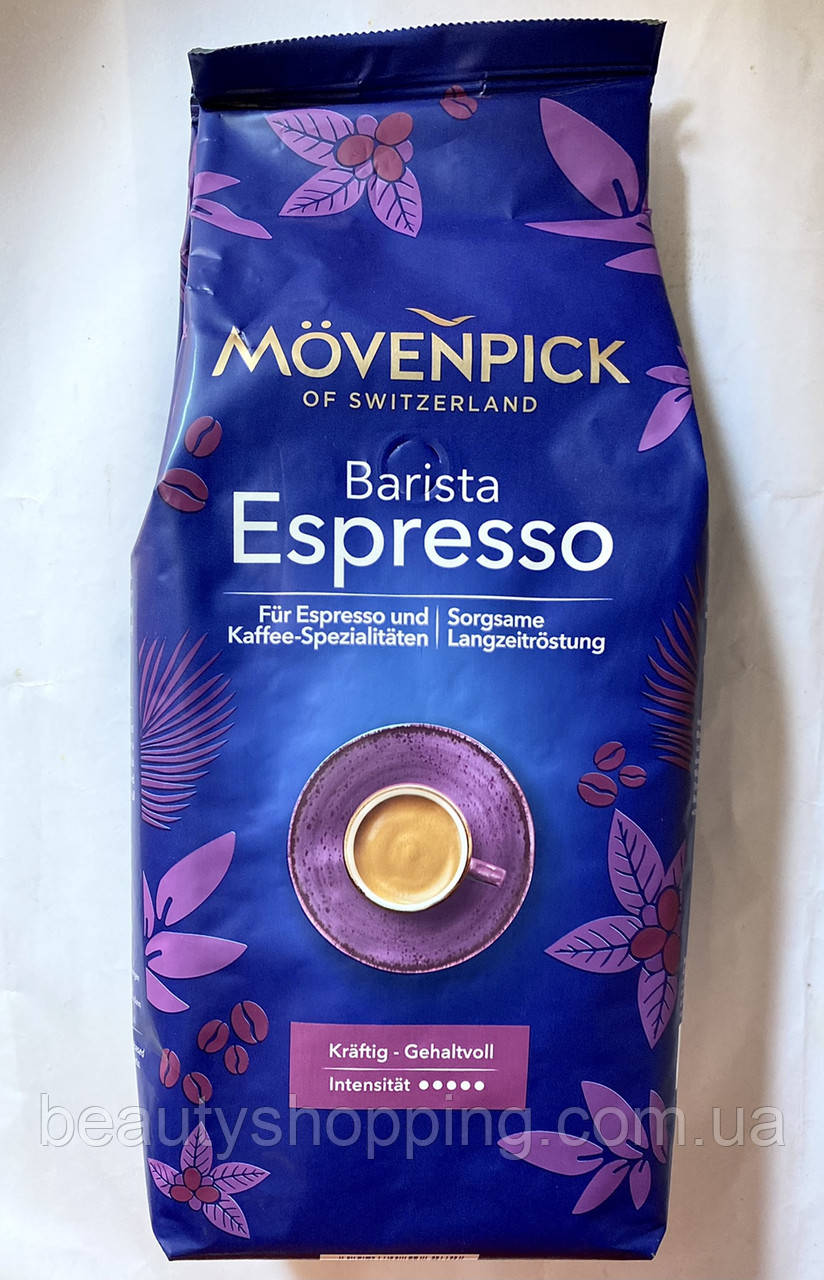 MÖVENPICK
OF SWITZERLAND
Barista
Espresso
Für Espresso und
Kaffee-Spezialitäten
Sorgsame
Langzeitröstung
Kräftig - Gehaltvoll
Intensität
beautyshopping.com.ua